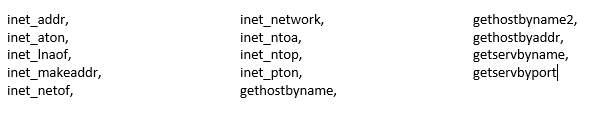 inet_addr,
inet_aton,
inet_lnaof,
inet_makeaddr,
inet_netof,
inet_network,
inet_ntoa,
inet_ntop,
inet_pton,
gethostbyname,
gethostbyname2,
gethostbyaddr,
getservbyname,
getservbyport